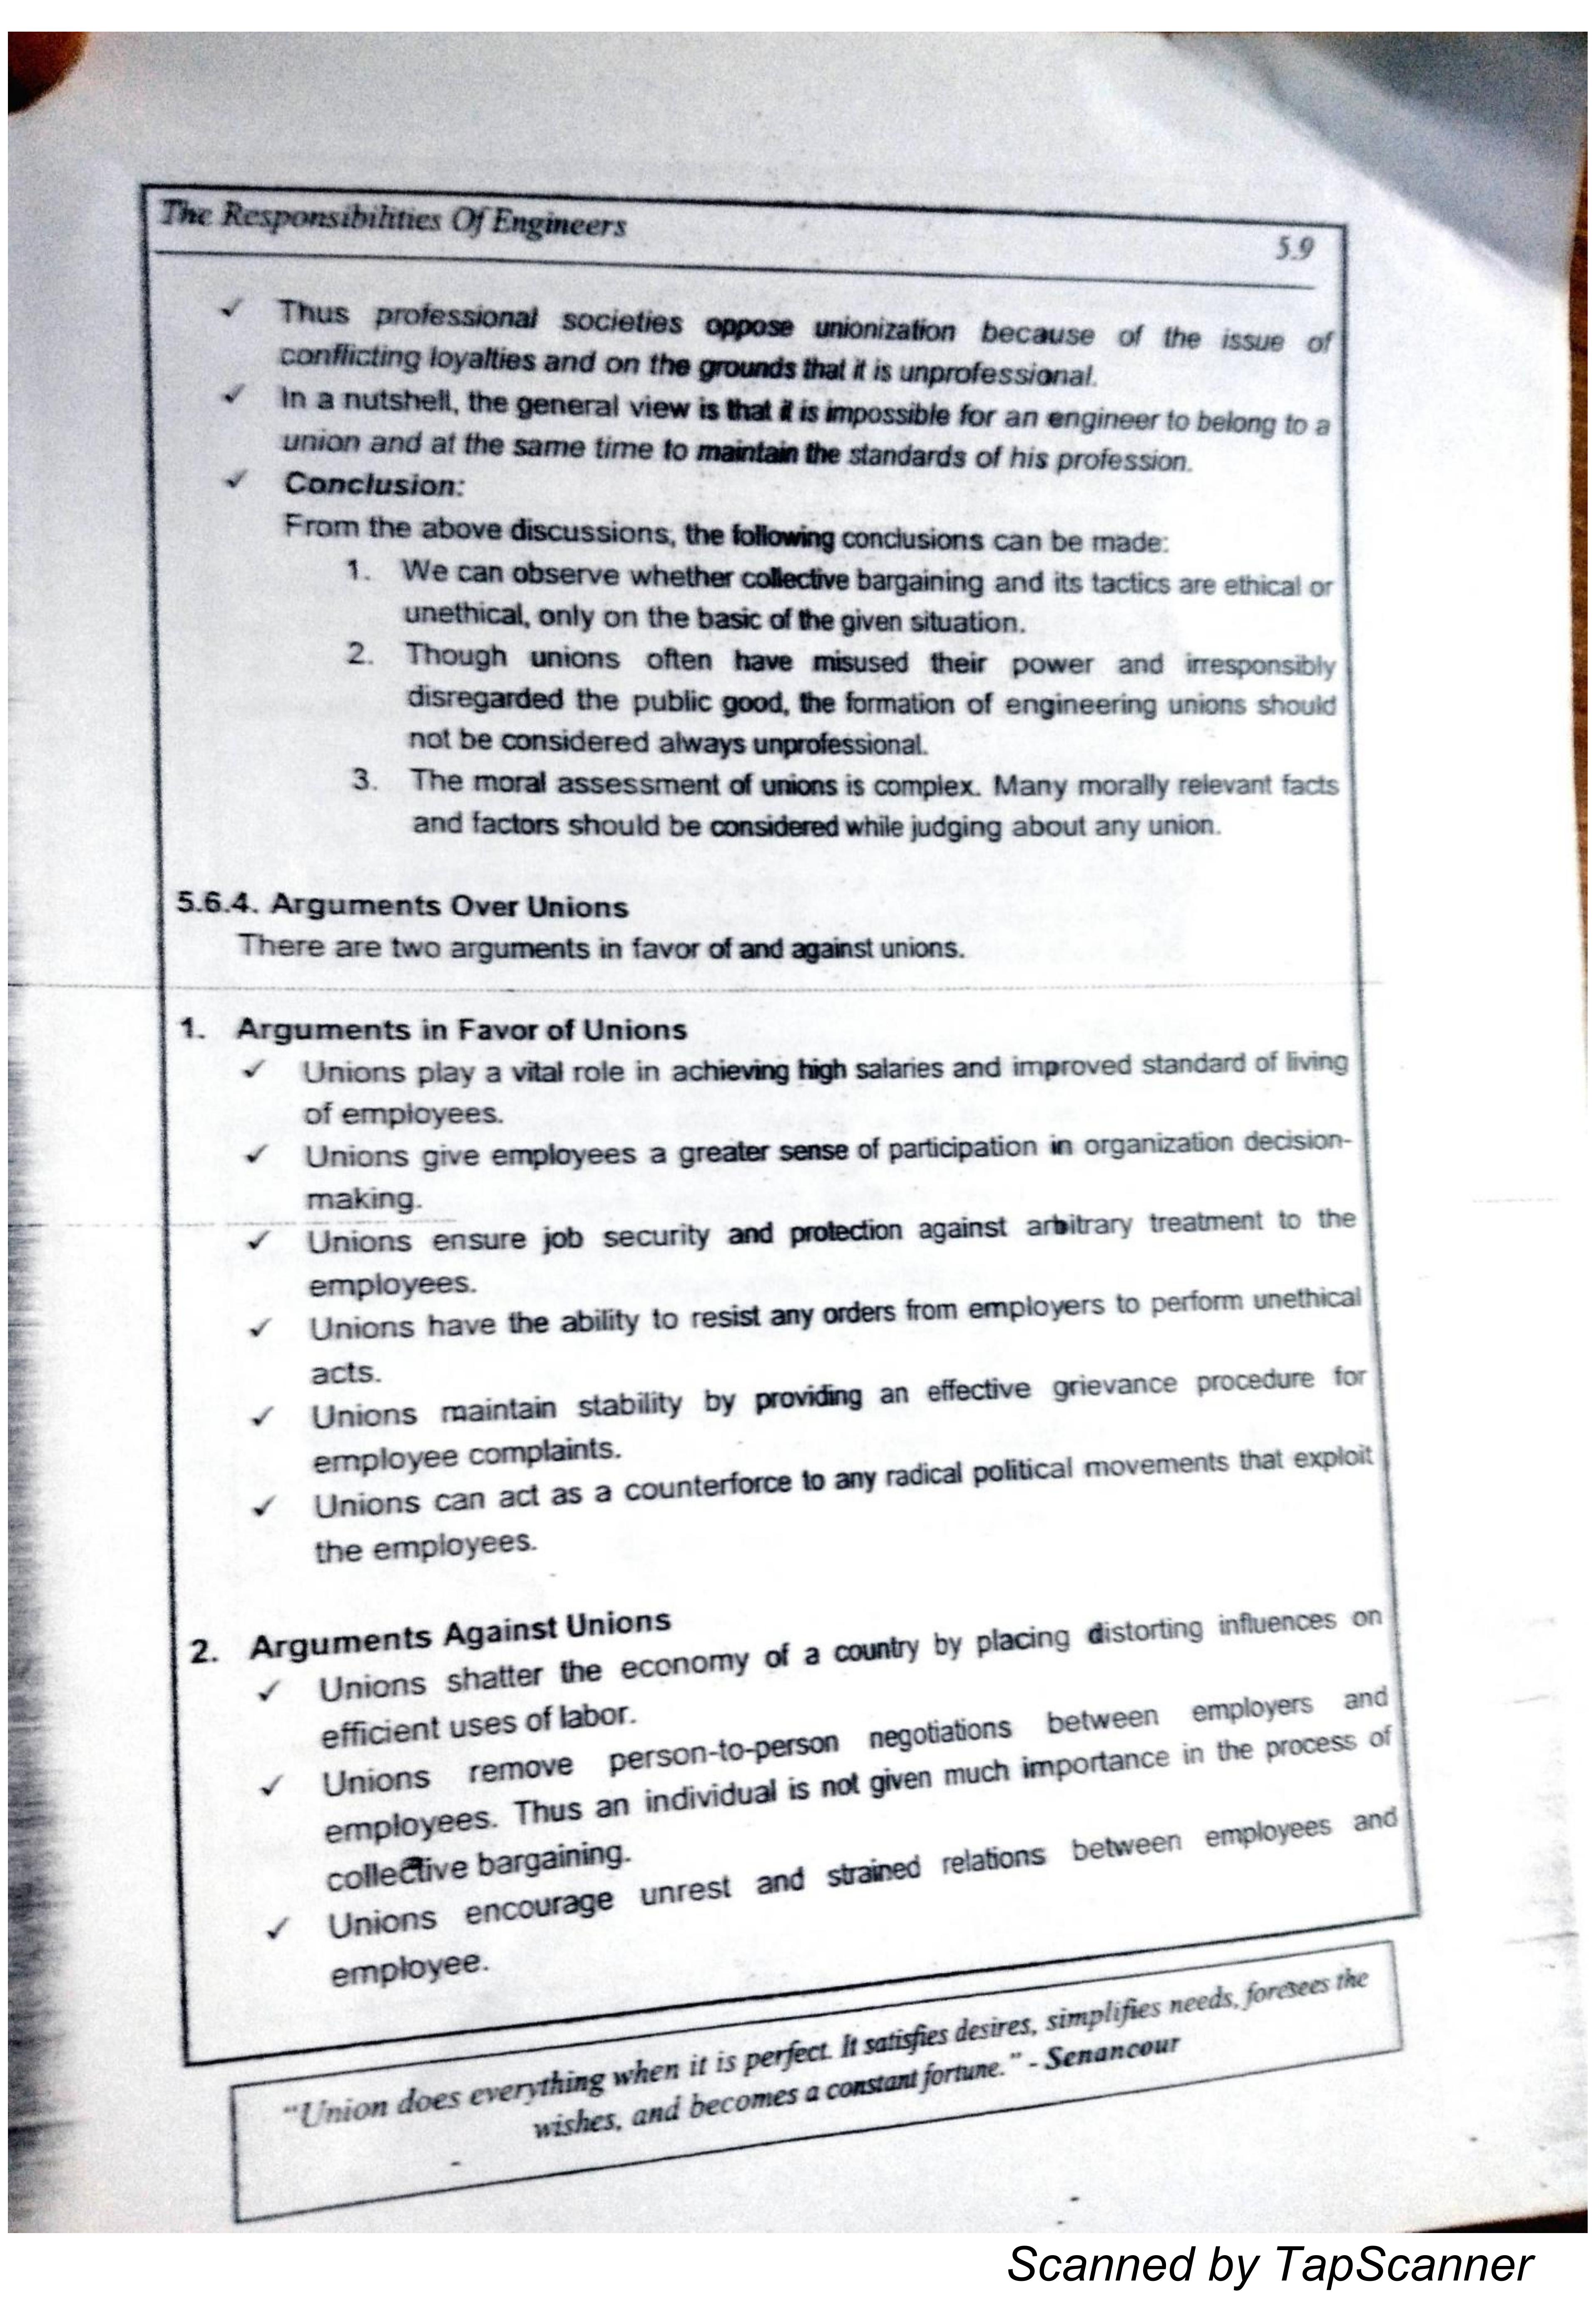 The Responsibilities Of Engineers
5.9
✓ Thus professional societies oppose unionization because of the issue of
conflicting loyalties and on the grounds that it is unprofessional.
✓ In a nutshell, the general view is that it is impossible for an engineer to belong to a
union and at the same time to maintain the standards of his profession.
✓ Conclusion:
From the above discussions, the following conclusions can be made:
1. We can observe whether collective bargaining and its tactics are ethical or
unethical, only on the basic of the given situation.
2. Though unions often have misused their power and irresponsibly
disregarded the public good, the formation of engineering unions should
not be considered always unprofessional.
3. The moral assessment of unions is complex. Many morally relevant facts
and factors should be considered while judging about any union.
5.6.4. Arguments Over Unions
There are two arguments in favor of and against unions.
1. Arguments in Favor of Unions
✓ Unions play a vital role in achieving high salaries and improved standard of living
of employees.
✓ Unions give employees a greater sense of participation in organization decision-
making.
✓ Unions ensure job security and protection against arbitrary treatment to the
employees.
✓ Unions have the ability to resist any orders from employers to perform unethical
acts.
✓ Unions maintain stability by providing an effective grievance procedure for
employee complaints.
✓ Unions can act as a counterforce to any radical political movements that exploit
the employees.
2. Arguments Against Unions
✓ Unions shatter the economy of a country by placing distorting influences on
efficient uses of labor.
✓ Unions remove person-to-person negotiations between employers and
employees. Thus an individual is not given much importance in the process of
collective bargaining.
✓ Unions encourage unrest and strained relations between employees and
employee.
"Union does everything when it is perfect. It satisfies desires, simplifies needs, foresees the
wishes, and becomes a constant fortune." - Senancour
Scanned by TapScanner